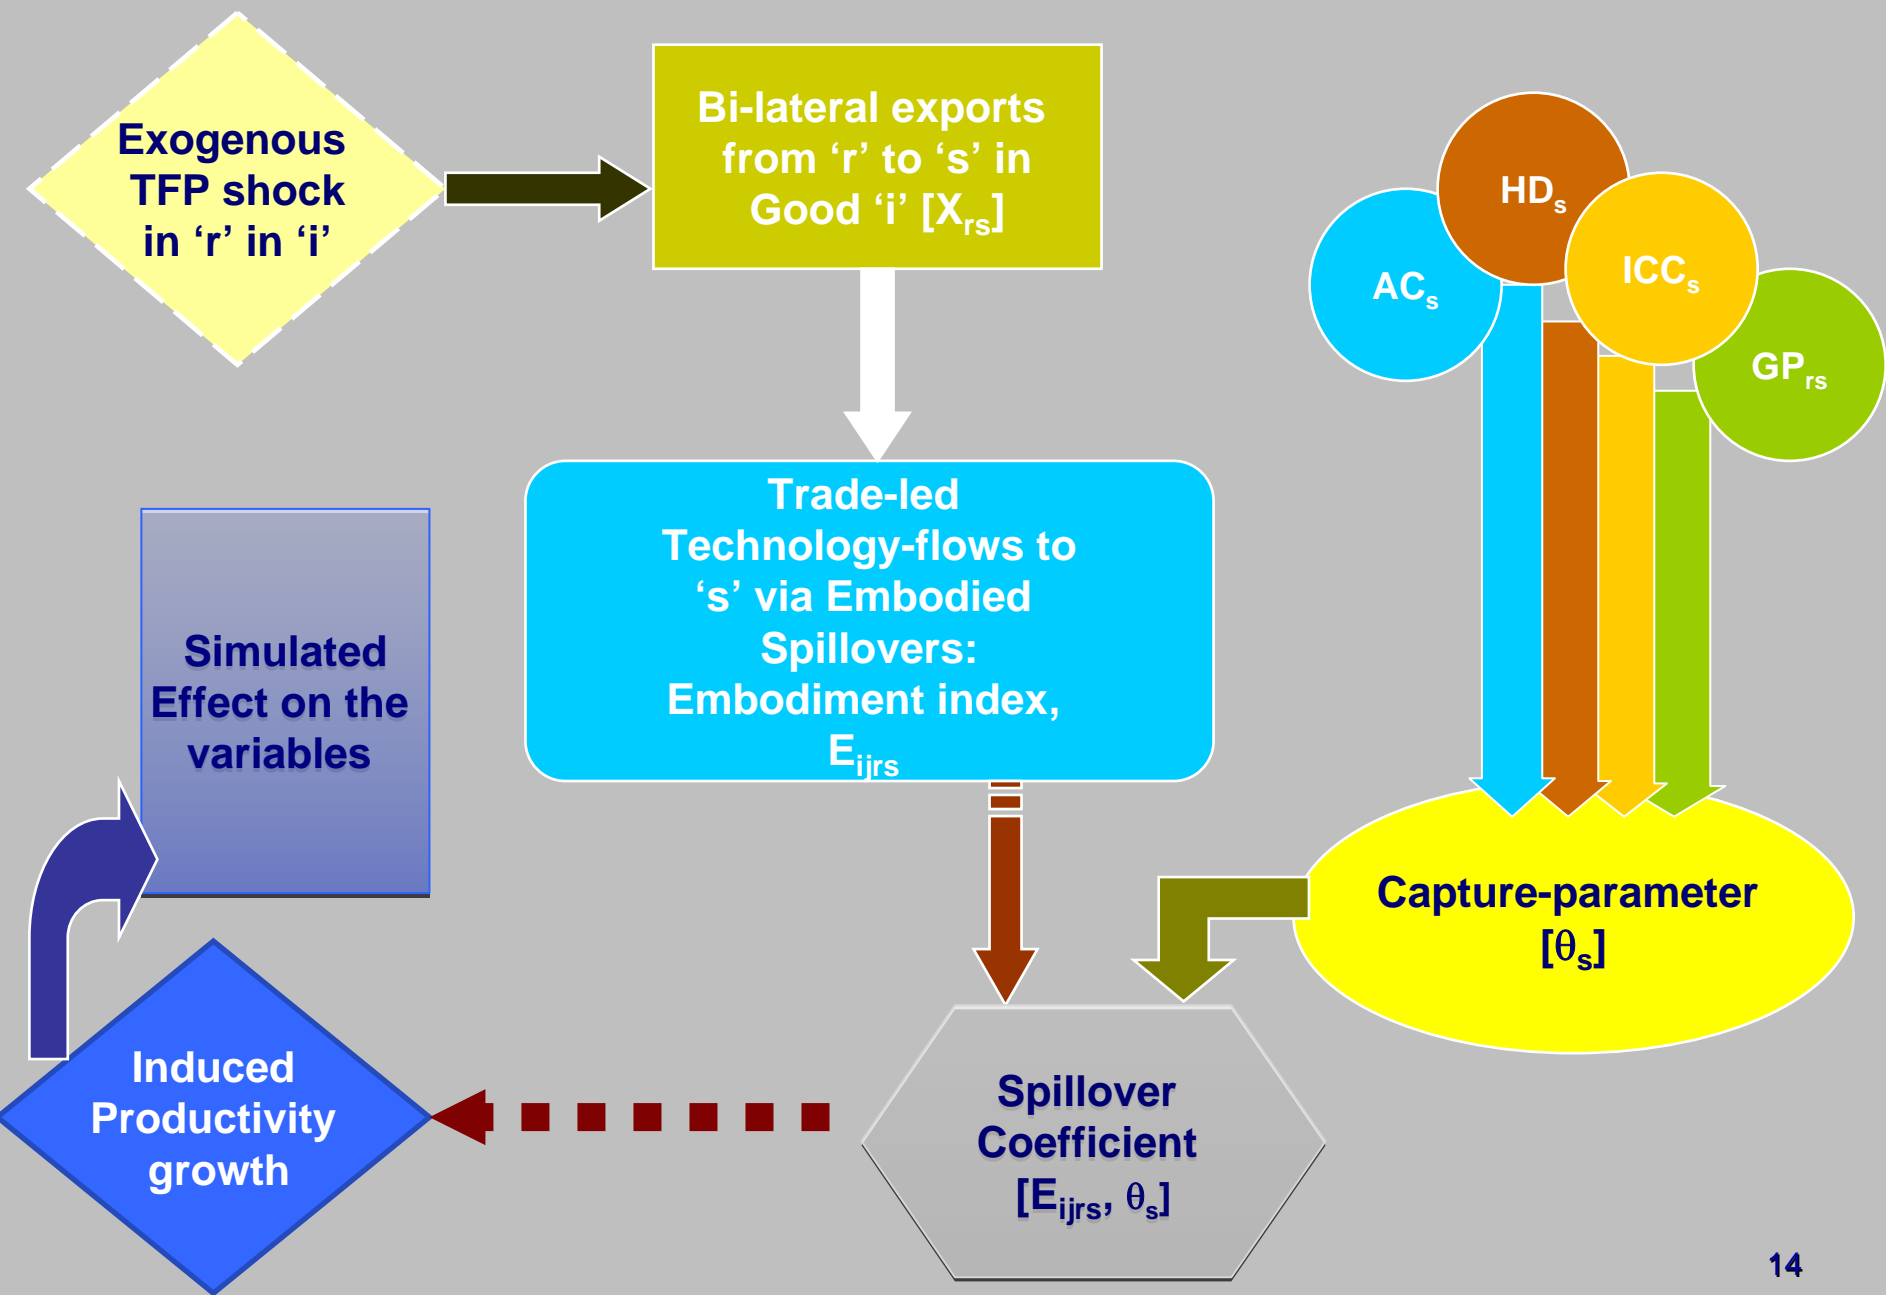 Exogenous
TFP shock
in ‘r’ in ‘i’
Bi-lateral exports
from ‘r’ to ‘s’ in
Good ‘i’ [Xrs]
HDs
ACs
ICCs
GPrs
Trade-led
Technology-flows to
‘s’ via Embodied
Spillovers:
Embodiment index,
Eijrs
Simulated
Effect on the
variables
Capture-parameter
[θs]
Induced
Productivity
growth
Spillover
Coefficient
[Eijrs, θs]
14